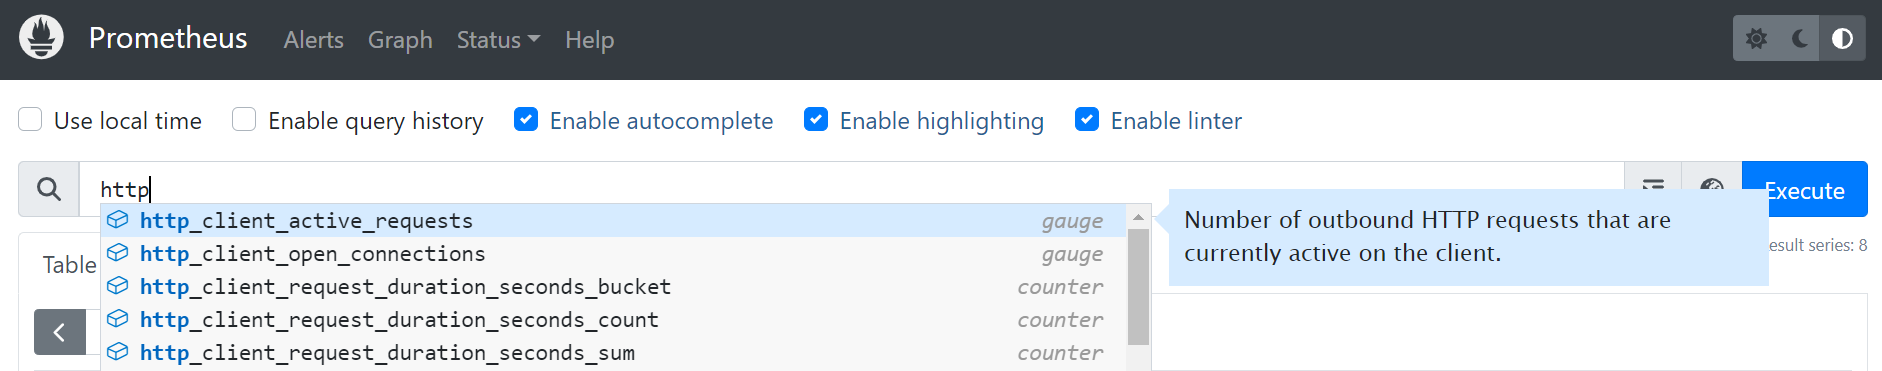 Prometheus Alerts Graph Status Help
Use local time Enable query history Enable autocomplete Enable highlighting Enable linter
http Execute
http_client_active_requests gauge
http_client_open_connections gauge
http_client_request_duration_seconds_bucket counter
http_client_request_duration_seconds_count counter
http_client_request_duration_seconds_sum counter
Number of outbound HTTP requests that are
currently active on the client.
series: 8
Table